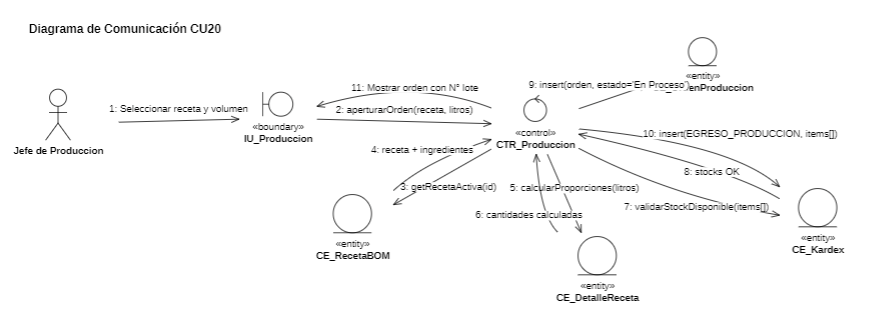 Diagrama de Comunicación CU20
11: Mostrar orden con N° lote
9: insert(orden, estado='En Proceso')
«entity»
enProduccion
1: Seleccionar receta y volumen
2: aperturarOrden(receta, litros)
«boundary»
IU_Produccion
«control»
CTR_Produccion
10: insert(EGRESO_PRODUCCION, items[])
Jefe de Produccion
4: receta + ingredientes
8: stocks OK
3: getRecetaActiva(id)
5: calcularProporciones(litros)
7: validarStockDisponible(items[])
6: cantidades calculadas
«entity»
CE_RecetaBOM
«entity»
CE_Kardex
«entity»
CE_DetalleReceta